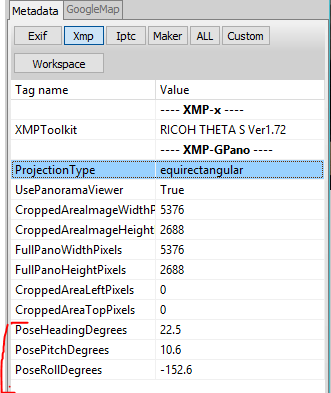 Metadata GoogleMap
Exif Xmp Iptc Maker ALL Custom
Workspace
Tag name Value
---- XMP-x ----
XMPToolkit RICOH THETA S Ver1.72
---- XMP-GPano ----
ProjectionType equirectangular
UsePanoramaViewer True
CroppedAreaImageWidthP 5376
CroppedAreaImageHeight 2688
FullPanoWidthPixels 5376
FullPanoHeightPixels 2688
CroppedAreaLeftPixels 0
CroppedAreaTopPixels 0
PoseHeadingDegrees 22.5
PosePitchDegrees 10.6
PoseRollDegrees -152.6